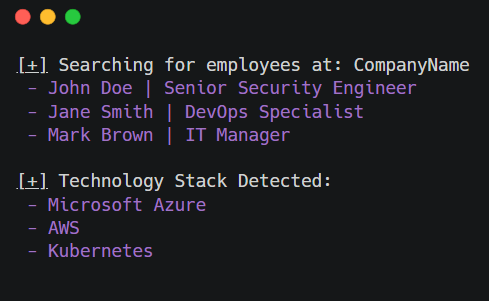 [+] Searching for employees at: CompanyName
- John Doe | Senior Security Engineer
- Jane Smith | DevOps Specialist
- Mark Brown | IT Manager
[+] Technology Stack Detected:
- Microsoft Azure
- AWS
- Kubernetes